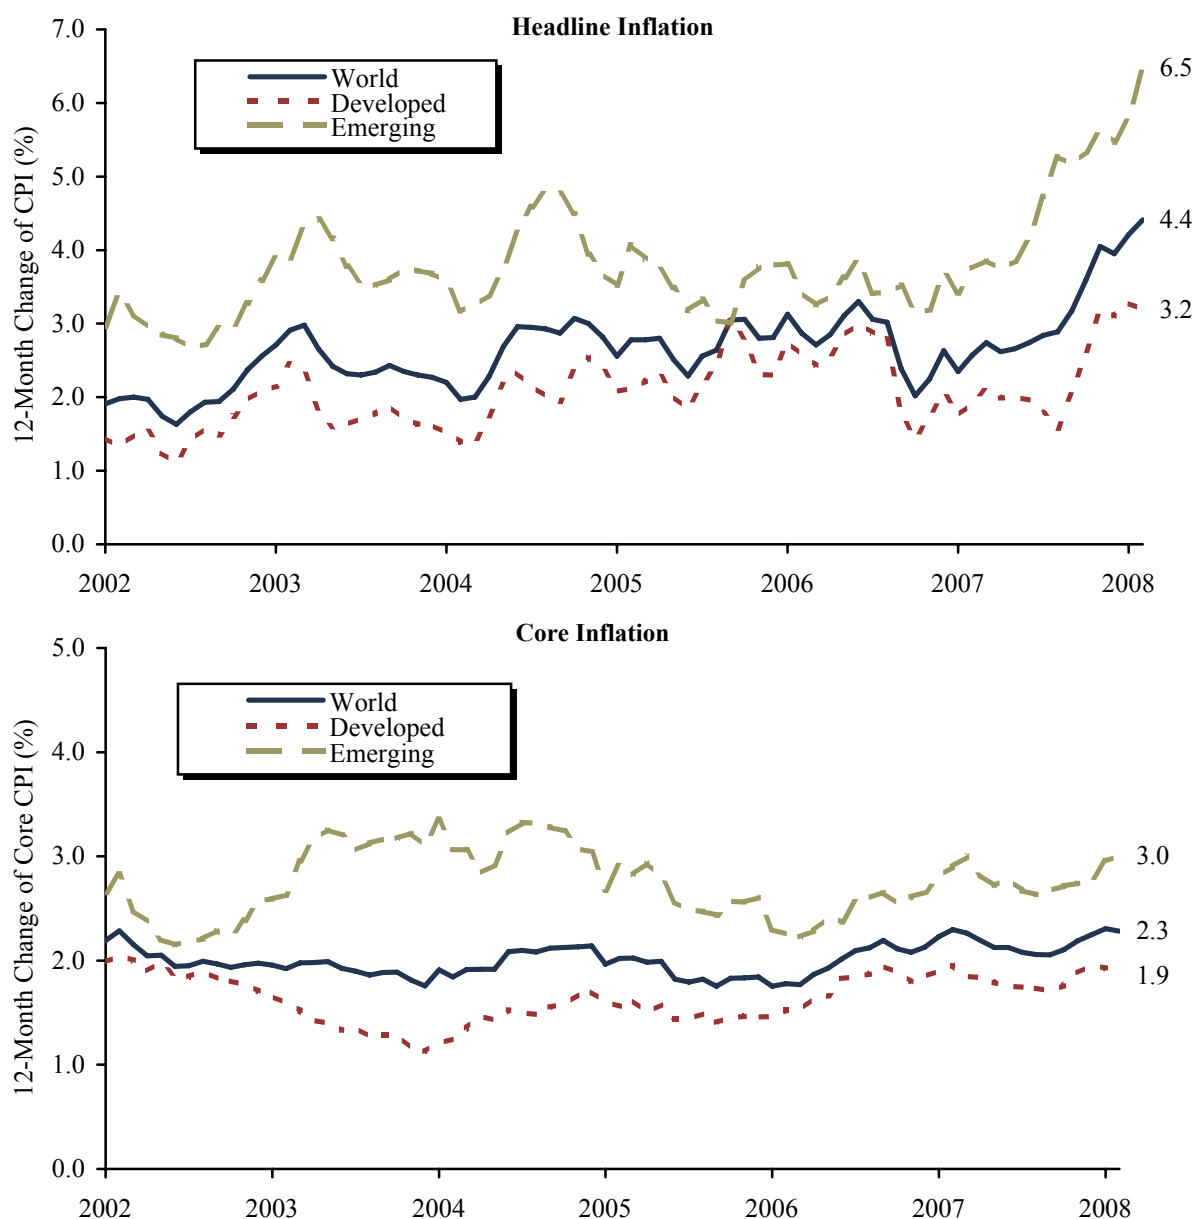 Headline Inflation
12-Month Change of CPI (%)
7.0
6.0
5.0
4.0
3.0
2.0
1.0
0.0
World
Developed
Emerging
6.5
4.4
3.2
2002 2003 2004 2005 2006 2007 2008
Core Inflation
12-Month Change of Core CPI (%)
5.0
4.0
3.0
2.0
1.0
0.0
World
Developed
Emerging
3.0
2.3
1.9
2002 2003 2004 2005 2006 2007 2008